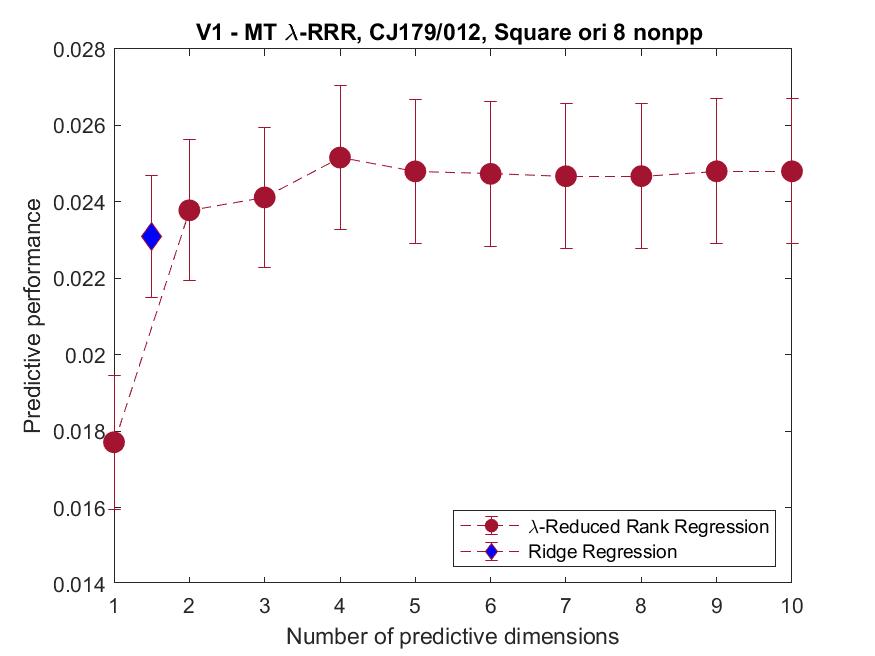 V1 - MT λ-RRR, CJ179/012, Square ori 8 nonpp
0.028
0.026
0.024
0.022
0.02
0.018
0.016
0.014
Predictive performance
λ-Reduced Rank Regression
Ridge Regression
1 2 3 4 5 6 7 8 9 10
Number of predictive dimensions